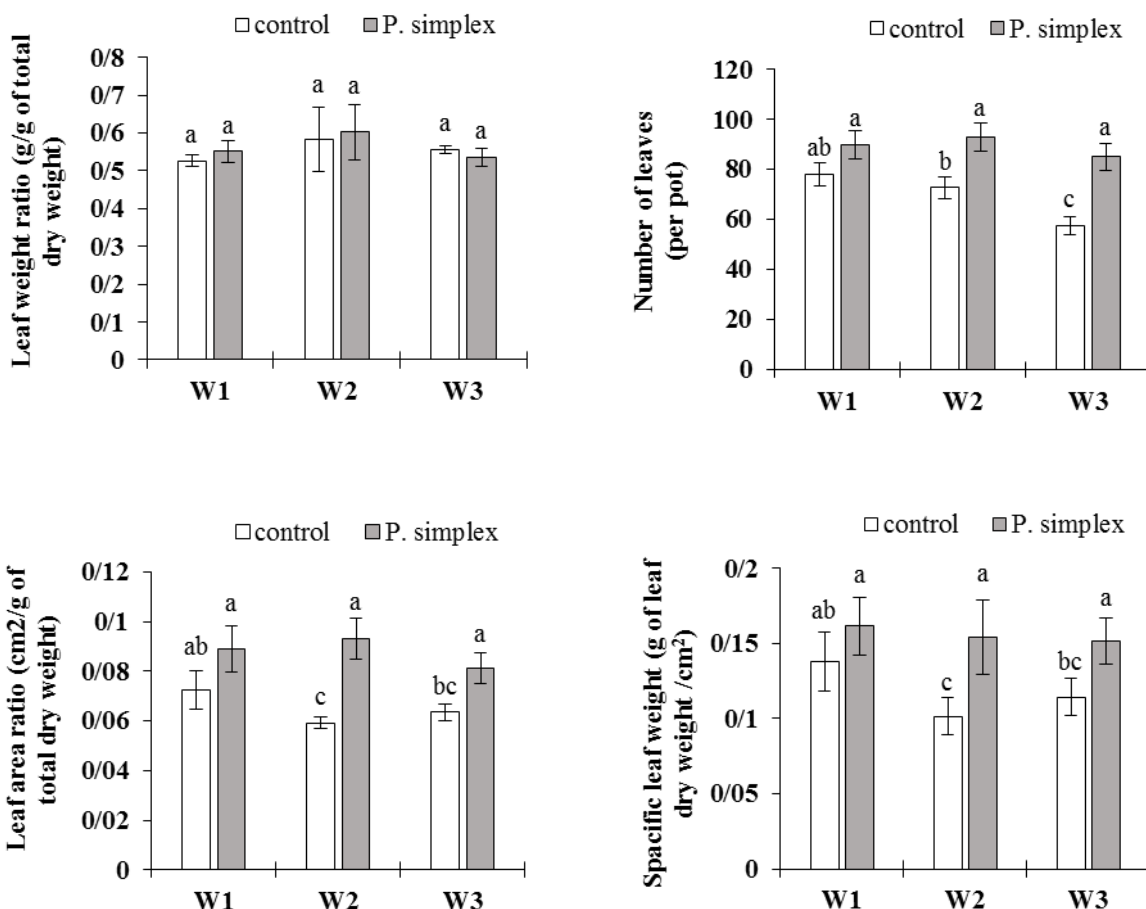 control P. simplex
Leaf weight ratio (g/g of total
dry weight)
0/8
0/7
0/6
0/5
0/4
0/3
0/2
0/1
0
a a a a a a
W1 W2 W3
control P. simplex
Number of leaves
(per pot)
120
100
80
60
40
20
0
ab a b a c a
W1 W2 W3
control P. simplex
Leaf area ratio (cm2/g of
total dry weight)
0/12
0/1
0/08
0/06
0/04
0/02
0
ab a c a bc a
W1 W2 W3
control P. simplex
Spacific leaf weight (g of leaf
dry weight /cm²)
0/2
0/15
0/1
0/05
0
ab a c a bc a
W1 W2 W3